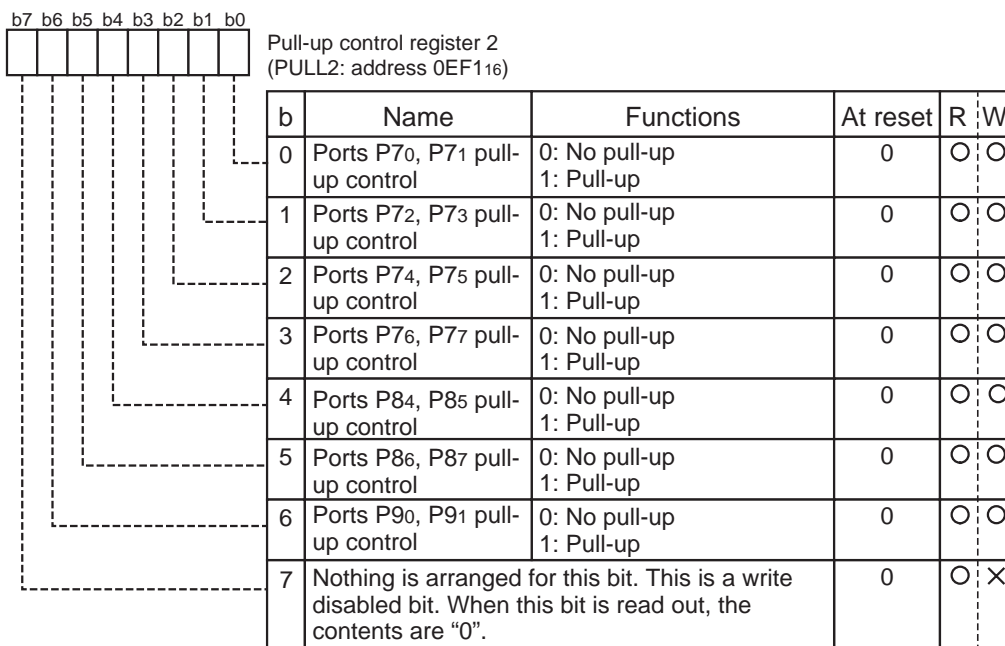 b7 b6 b5 b4 b3 b2 b1 b0
Pull-up control register 2
(PULL2: address 0EF116)
b Name Functions At reset R W
0 Ports P70, P71 pull- 0: No pull-up 0 O O
up control 1: Pull-up
1 Ports P72, P73 pull- 0: No pull-up 0 O O
up control 1: Pull-up
2 Ports P74, P75 pull- 0: No pull-up 0 O O
up control 1: Pull-up
3 Ports P76, P77 pull- 0: No pull-up 0 O O
up control 1: Pull-up
4 Ports P84, P85 pull- 0: No pull-up 0 O O
up control 1: Pull-up
5 Ports P86, P87 pull- 0: No pull-up 0 O O
up control 1: Pull-up
6 Ports P90, P91 pull- 0: No pull-up 0 O O
up control 1: Pull-up
7 Nothing is arranged for this bit. This is a write 0 O ×
disabled bit. When this bit is read out, the
contents are “0”.